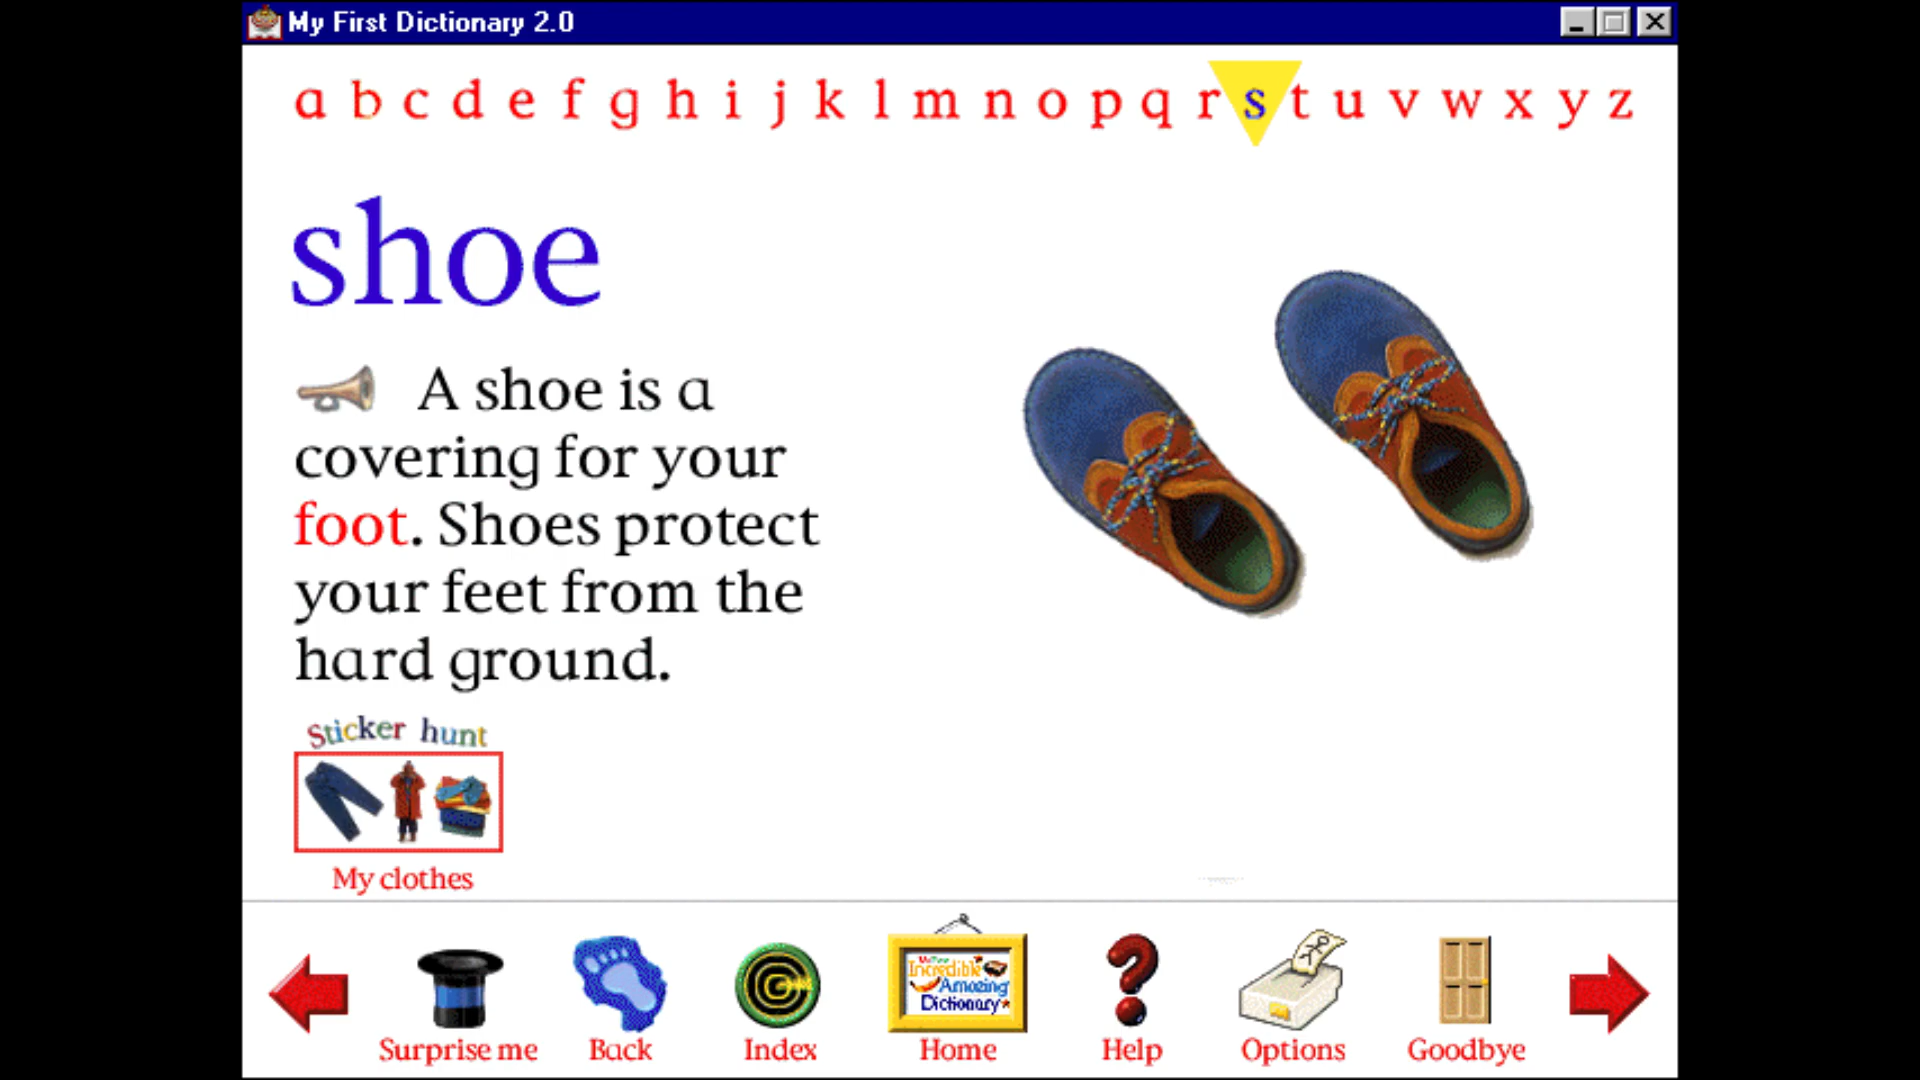 My First Dictionary 2.0
a b c d e f g h i j k l m n o p q r s t u v w x y z
shoe
A shoe is a
covering for your
foot. Shoes protect
your feet from the
hard ground.
Sticker hunt
My clothes
Incredible
Amazing
Dictionary
Surprise me
Back
Index
Home
Help
Options
Goodbye